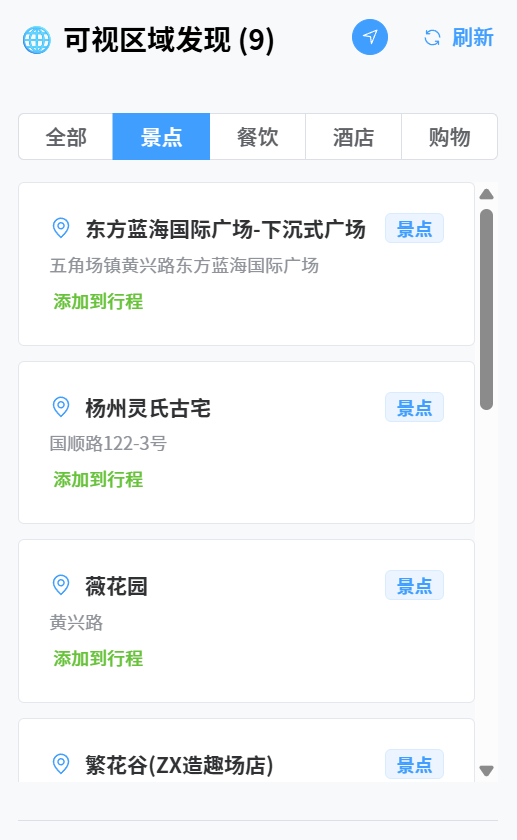 可视区域发现 (9)
刷新
全部 景点 餐饮 酒店 购物
东方蓝海国际广场-下沉式广场 景点
五角场镇黄兴路东方蓝海国际广场
添加到行程
杨州灵氏古宅 景点
国顺路122-3号
添加到行程
薇花园 景点
黄兴路
添加到行程
繁花谷(ZX造趣场店) 景点